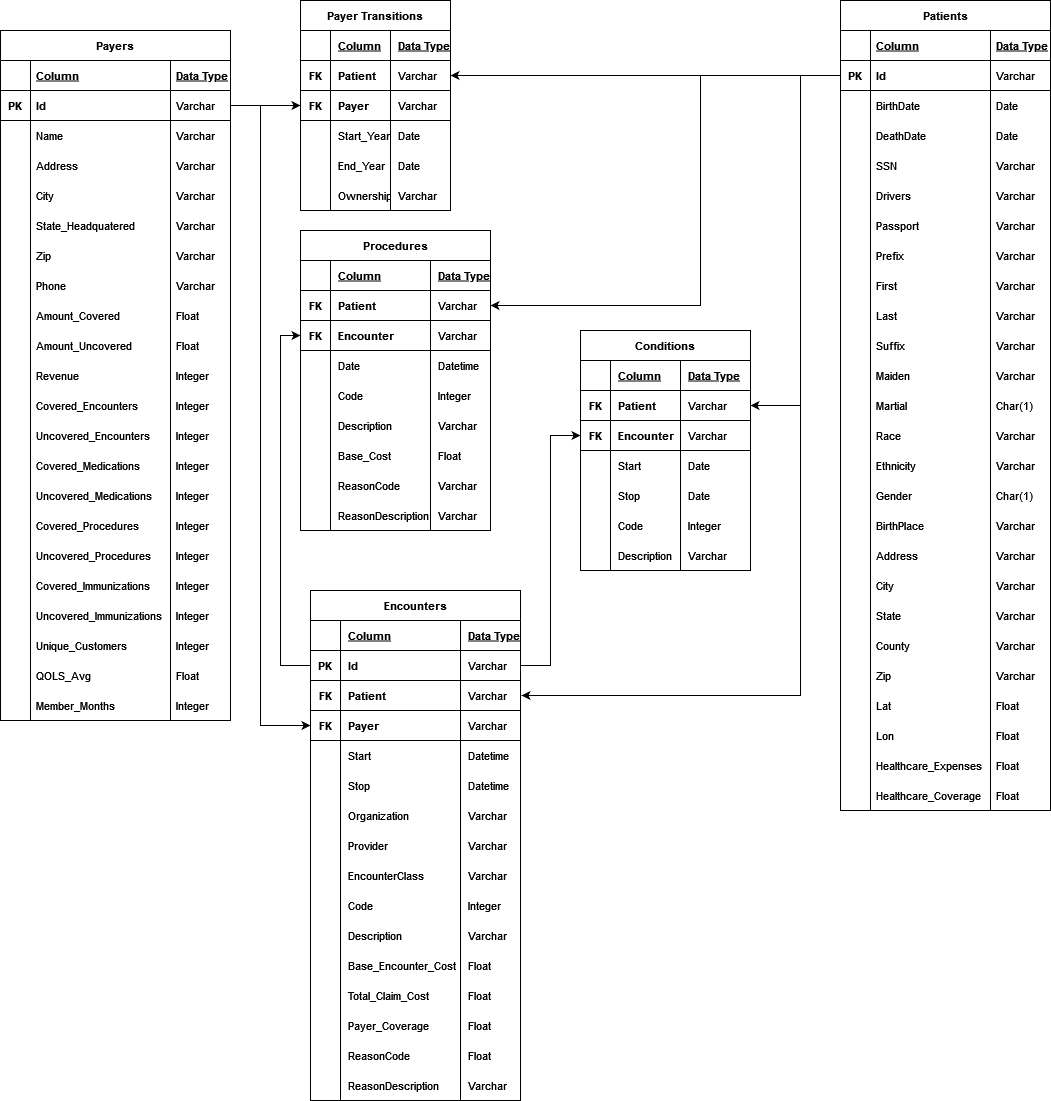 Payers
Column Data Type
PK Id Varchar
Name Varchar
Address Varchar
City Varchar
State_Headquatered Varchar
Zip Varchar
Phone Varchar
Amount_Covered Float
Amount_Uncovered Float
Revenue Integer
Covered_Encounters Integer
Uncovered_Encounters Integer
Covered_Medications Integer
Uncovered_Medications Integer
Covered_Procedures Integer
Uncovered_Procedures Integer
Covered_Immunizations Integer
Uncovered_Immunizations Integer
Unique_Customers Integer
QOLS_Avg Float
Member_Months Integer
Payer Transitions
Column Data Type
FK Patient Varchar
FK Payer Varchar
Start_Year Date
End_Year Date
Ownership Varchar
Procedures
Column Data Type
FK Patient Varchar
FK Encounter Varchar
Date Datetime
Code Integer
Description Varchar
Base_Cost Float
ReasonCode Varchar
ReasonDescription Varchar
Conditions
Column Data Type
FK Patient Varchar
FK Encounter Varchar
Start Date
Stop Date
Code Integer
Description Varchar
Encounters
Column Data Type
PK Id Varchar
FK Patient Varchar
FK Payer Varchar
Start Datetime
Stop Datetime
Organization Varchar
Provider Varchar
EncounterClass Varchar
Code Integer
Description Varchar
Base_Encounter_Cost Float
Total_Claim_Cost Float
Payer_Coverage Float
ReasonCode Float
ReasonDescription Varchar
Patients
Column Data Type
PK Id Varchar
BirthDate Date
DeathDate Date
SSN Varchar
Drivers Varchar
Passport Varchar
Prefix Varchar
First Varchar
Last Varchar
Suffix Varchar
Maiden Varchar
Martial Char(1)
Race Varchar
Ethnicity Varchar
Gender Char(1)
BirthPlace Varchar
Address Varchar
City Varchar
State Varchar
County Varchar
Zip Varchar
Lat Float
Lon Float
Healthcare_Expenses Float
Healthcare_Coverage Float